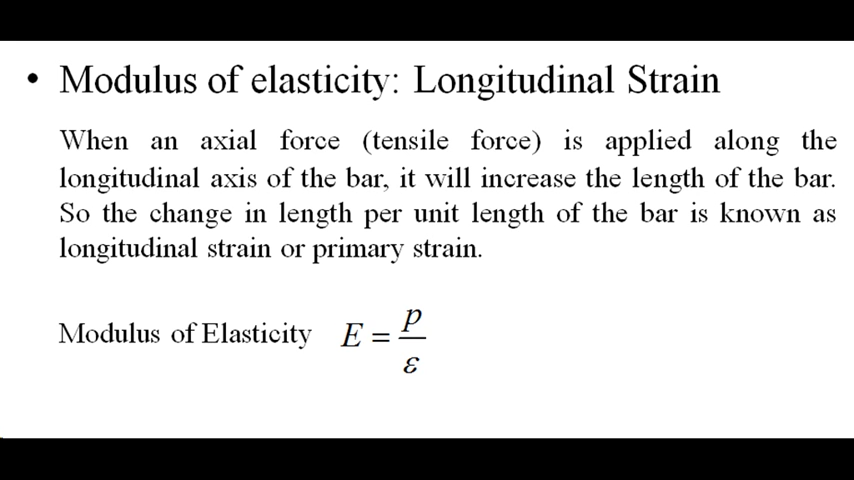 • Modulus of elasticity: Longitudinal Strain
When an axial force (tensile force) is applied along the
longitudinal axis of the bar, it will increase the length of the bar.
So the change in length per unit length of the bar is known as
longitudinal strain or primary strain.
Modulus of Elasticity E = p / ε